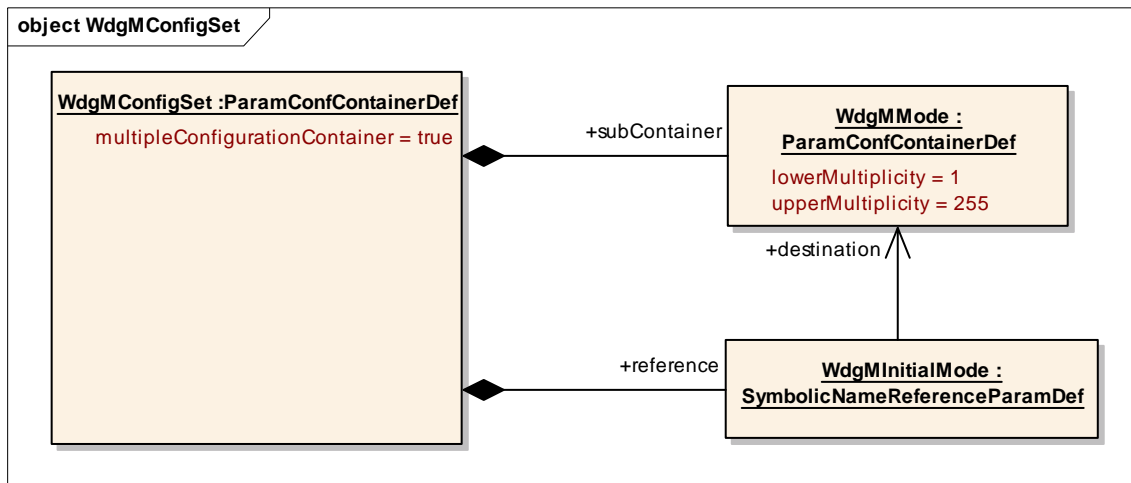 object WdgMConfigSet
WdgMConfigSet :ParamConfContainerDef
multipleConfigurationContainer = true
+subContainer
WdgMMode :
ParamConfContainerDef
lowerMultiplicity = 1
upperMultiplicity = 255
+destination
+reference
WdgMInitialMode :
SymbolicNameReferenceParamDef